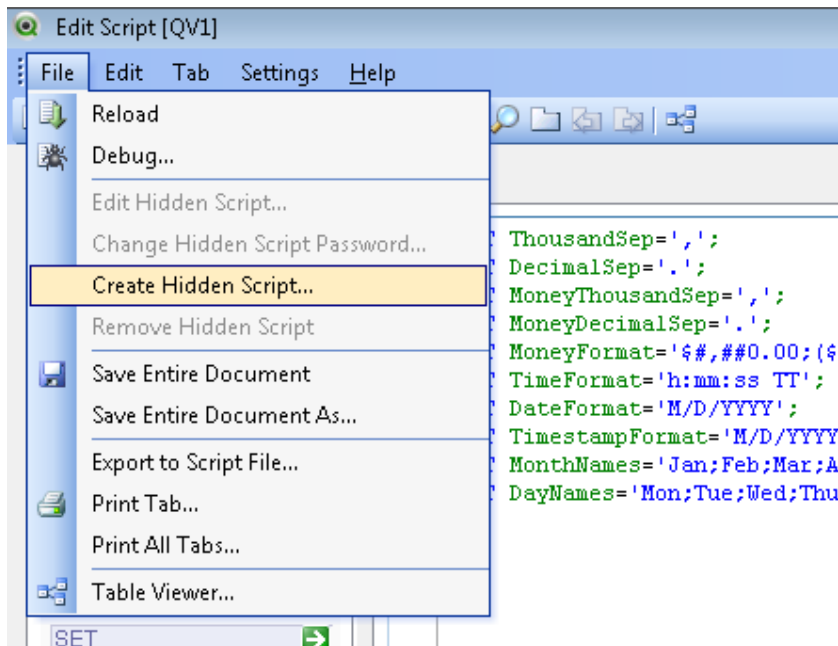 Edit Script [QV1]
File Edit Tab Settings Help
Reload
Debug...
Edit Hidden Script...
Change Hidden Script Password...
Create Hidden Script...
Remove Hidden Script
Save Entire Document
Save Entire Document As...
Export to Script File...
Print Tab...
Print All Tabs...
Table Viewer...
ThousandSep=',';
DecimalSep='.';
MoneyThousandSep=',';
MoneyDecimalSep='.';
MoneyFormat='$#,##0.00;($
TimeFormat='h:mm:ss TT';
DateFormat='M/D/YYYY';
TimestampFormat='M/D/YYYY
MonthNames='Jan;Feb;Mar;A
DayNames='Mon;Tue;Wed;Thu
SET